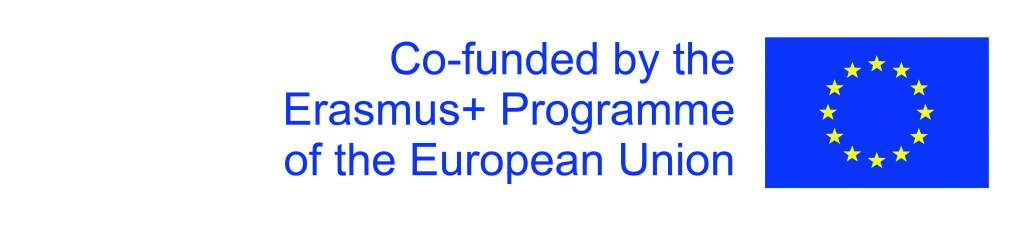 Co-funded by the
Erasmus+ Programme
of the European Union